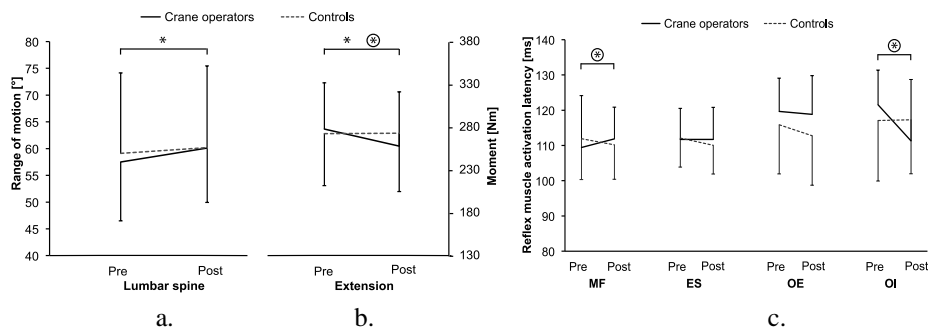 Crane operators Controls
Range of motion [°]
80
75
70
65
60
55
50
45
40
*
Pre Post
Lumbar spine
a.
* ⊛
380
330
280
230
180
130
Moment [Nm]
Pre Post
Extension
b.
Crane operators Controls
Reflex muscle activation latency [ms]
140
130
120
110
100
90
80
⊛ ⊛
Pre Post Pre Post Pre Post Pre Post
MF ES OE OI
c.